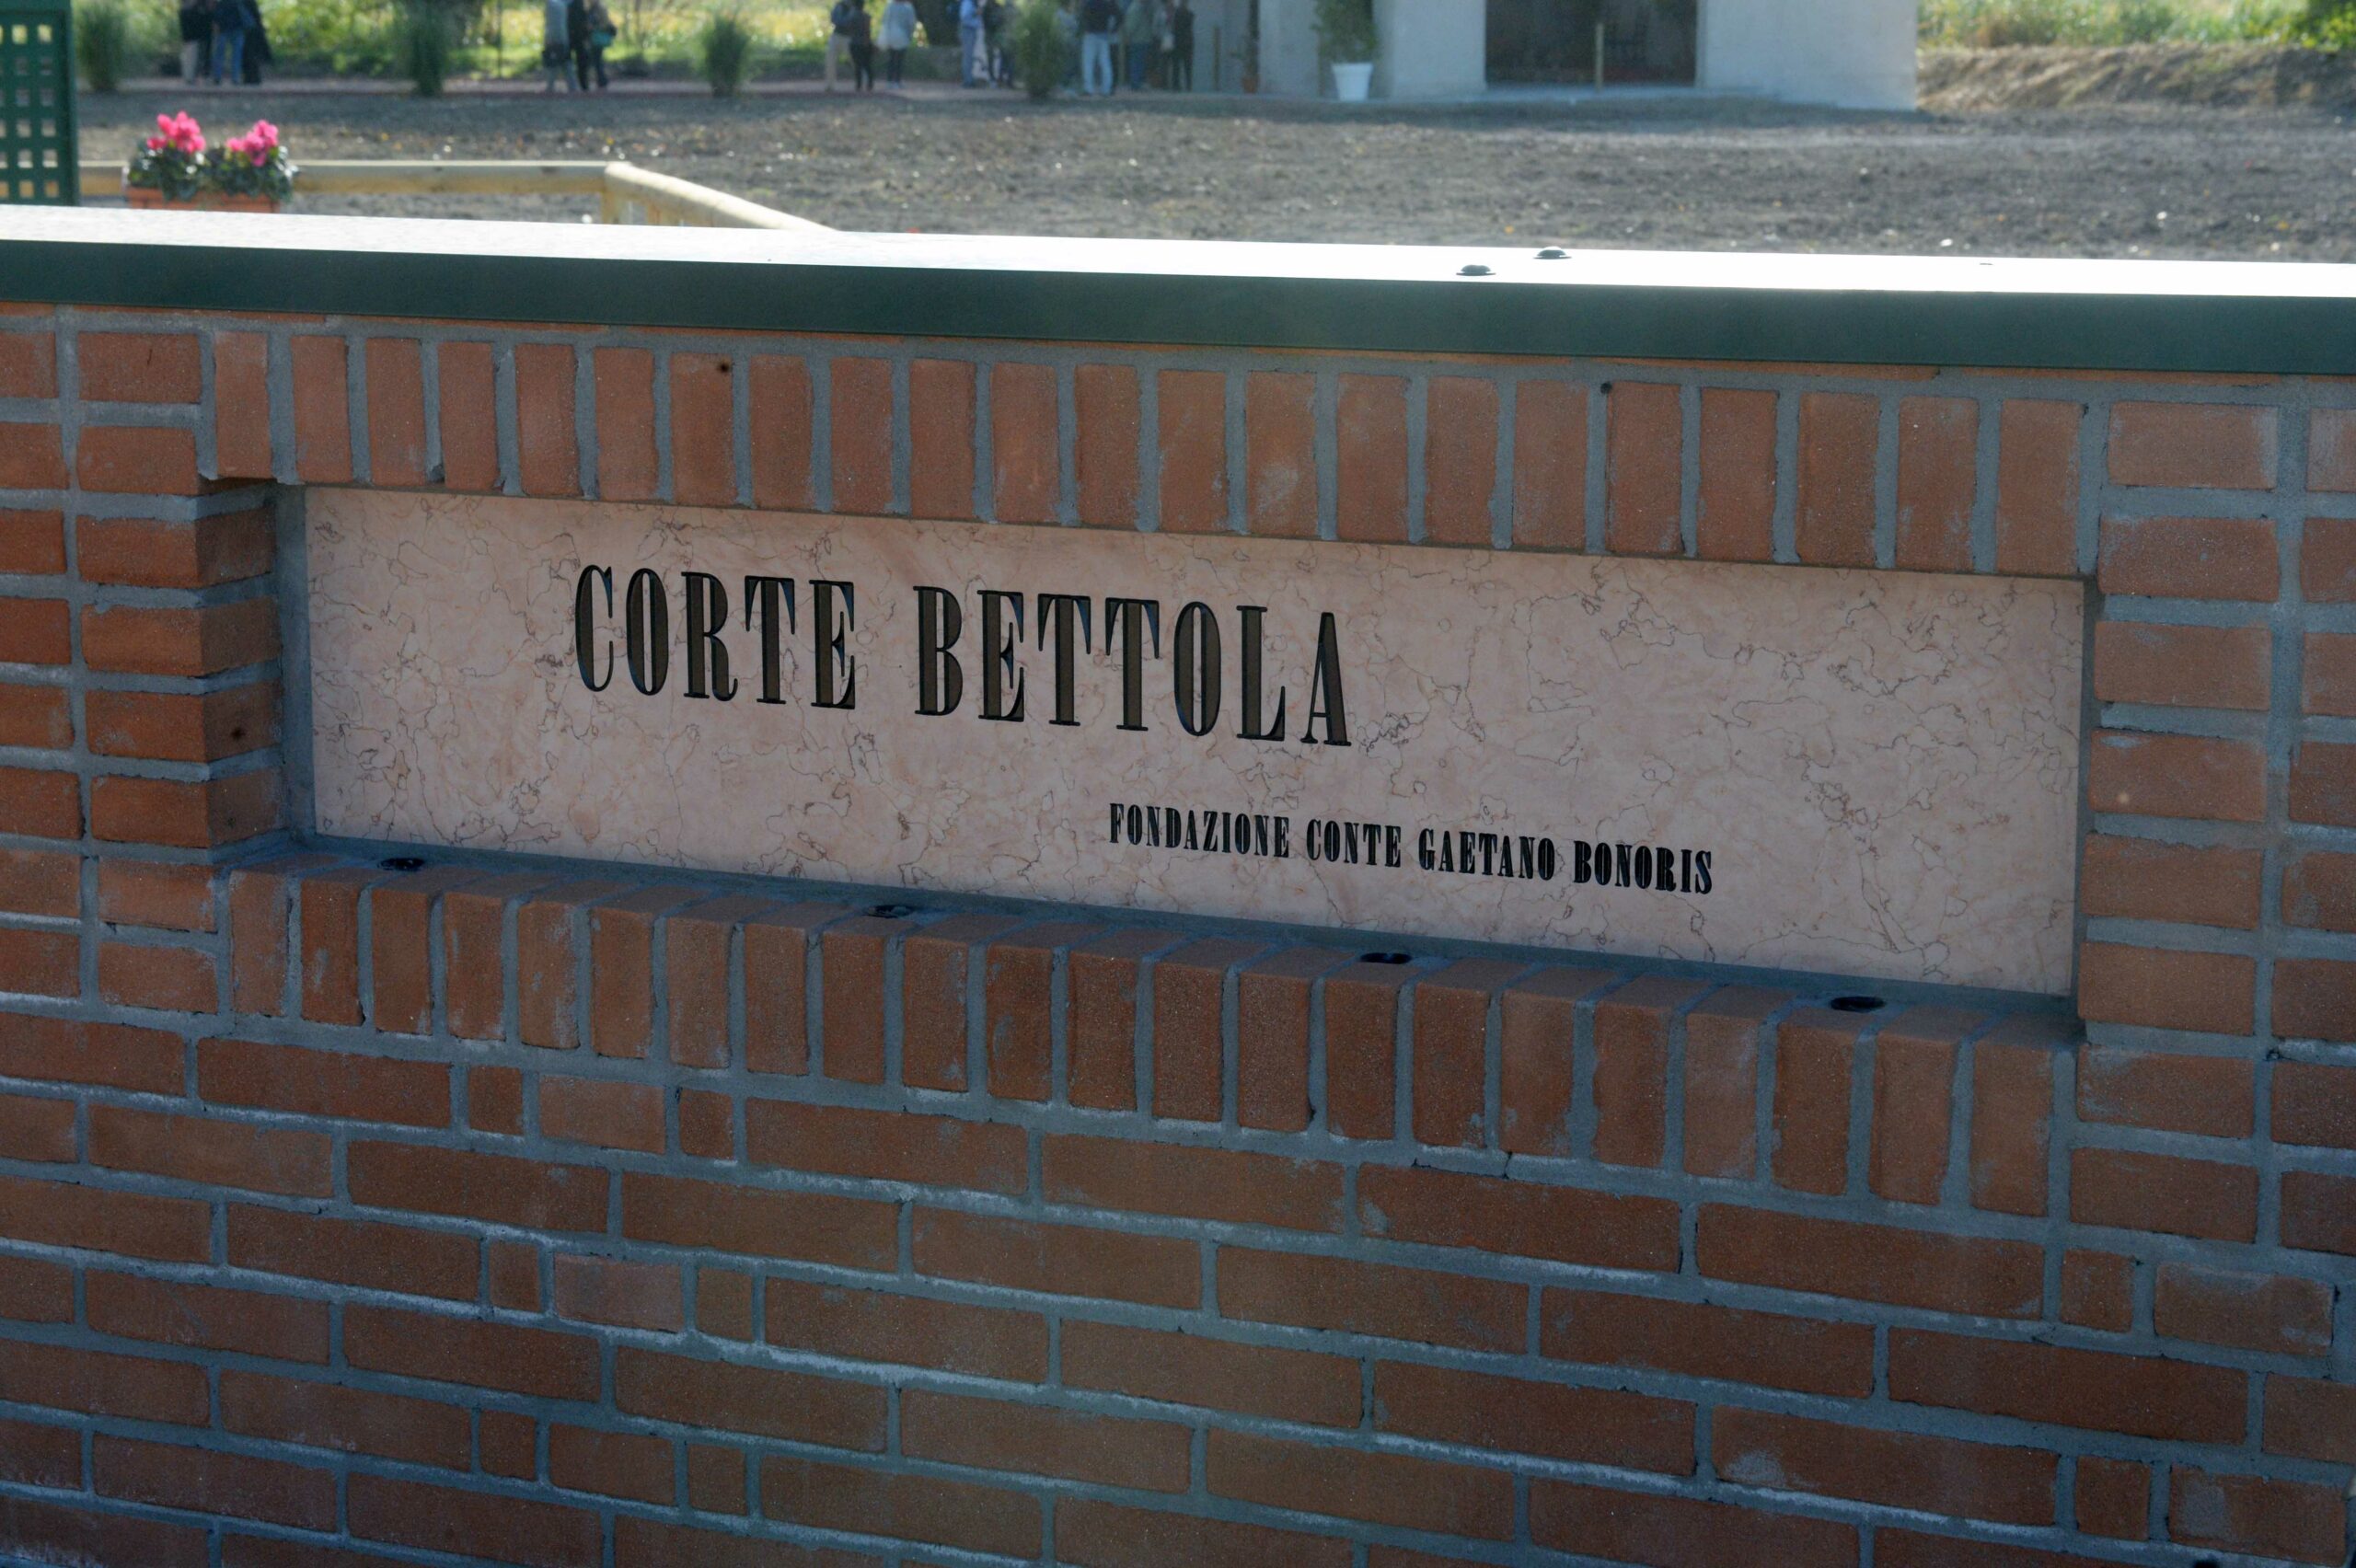 CORTE BETTOLA
FONDAZIONE CONTE GAETANO BONORIS